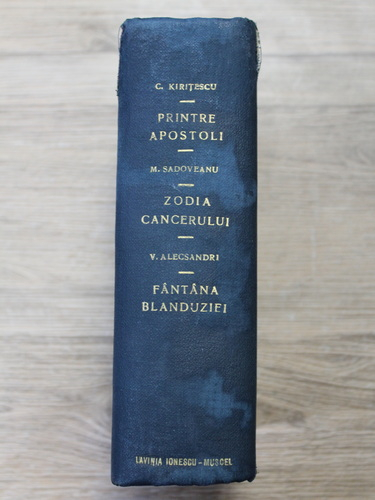 C. KIRIȚESCU
PRINTRE
APOSTOLI
M. SADOVEANU
ZODIA
CANCERULUI
V. ALECSANDRI
FÂNTÂNA
BLANDUZIEI
LAVINIA IONESCU - MUSCEL